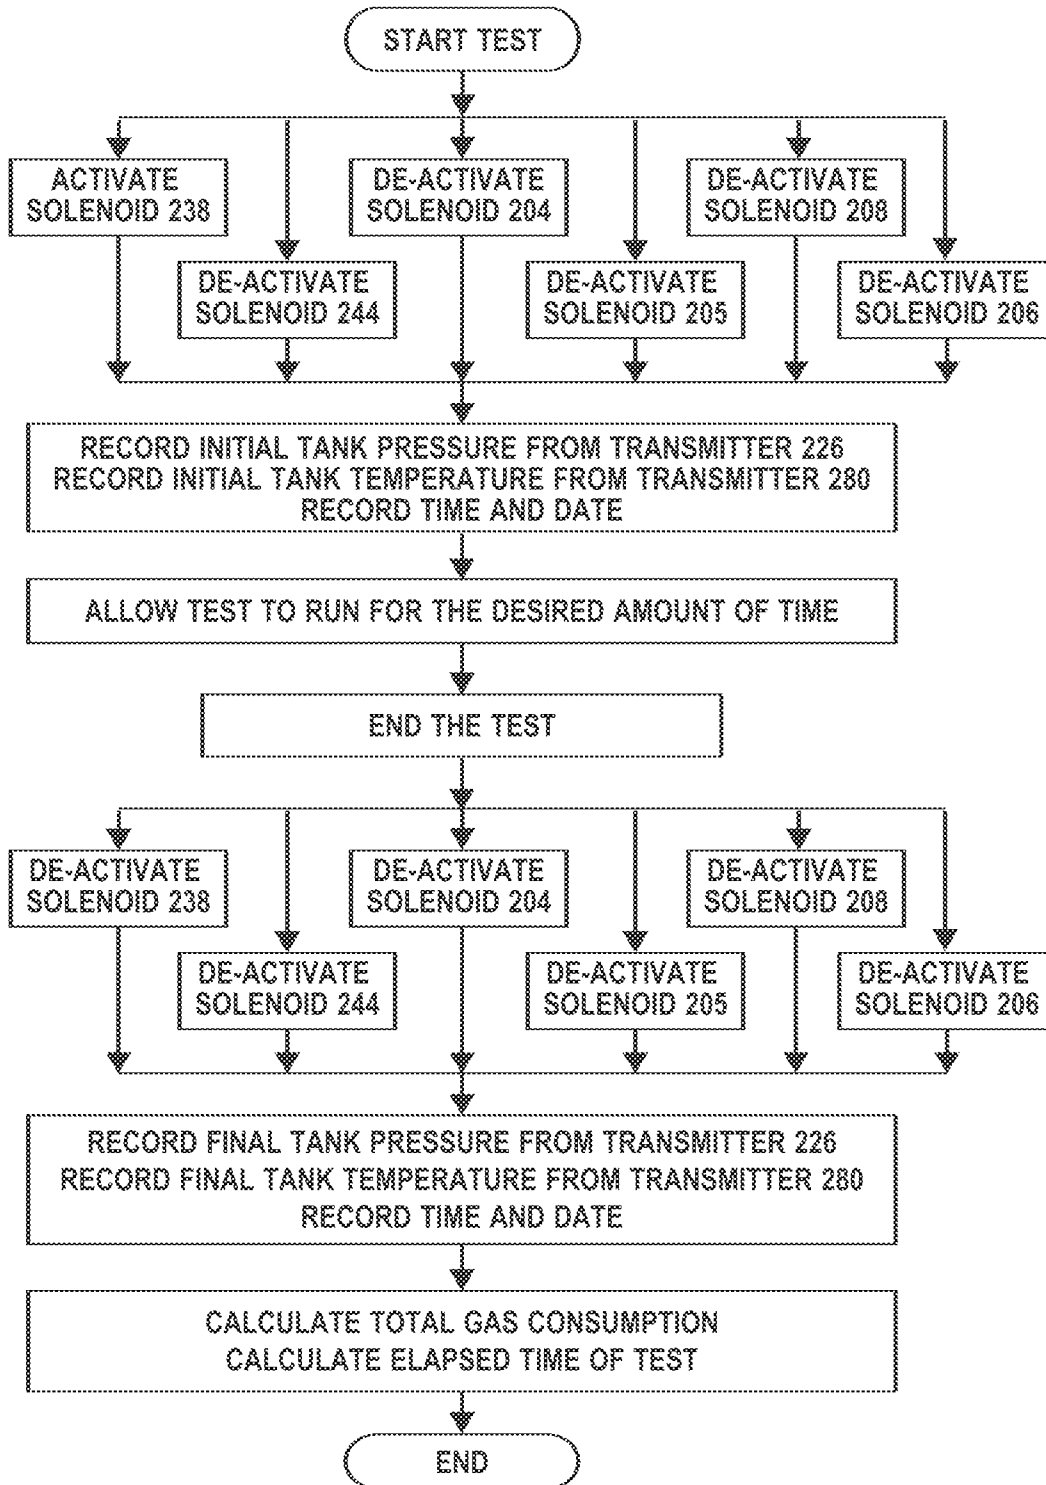 START TEST
ACTIVATE
SOLENOID 238
DE-ACTIVATE
SOLENOID 204
DE-ACTIVATE
SOLENOID 208
DE-ACTIVATE
SOLENOID 244
DE-ACTIVATE
SOLENOID 205
DE-ACTIVATE
SOLENOID 206
RECORD INITIAL TANK PRESSURE FROM TRANSMITTER 226
RECORD INITIAL TANK TEMPERATURE FROM TRANSMITTER 280
RECORD TIME AND DATE
ALLOW TEST TO RUN FOR THE DESIRED AMOUNT OF TIME
END THE TEST
DE-ACTIVATE
SOLENOID 238
DE-ACTIVATE
SOLENOID 204
DE-ACTIVATE
SOLENOID 208
DE-ACTIVATE
SOLENOID 244
DE-ACTIVATE
SOLENOID 205
DE-ACTIVATE
SOLENOID 206
RECORD FINAL TANK PRESSURE FROM TRANSMITTER 226
RECORD FINAL TANK TEMPERATURE FROM TRANSMITTER 280
RECORD TIME AND DATE
CALCULATE TOTAL GAS CONSUMPTION
CALCULATE ELAPSED TIME OF TEST
END